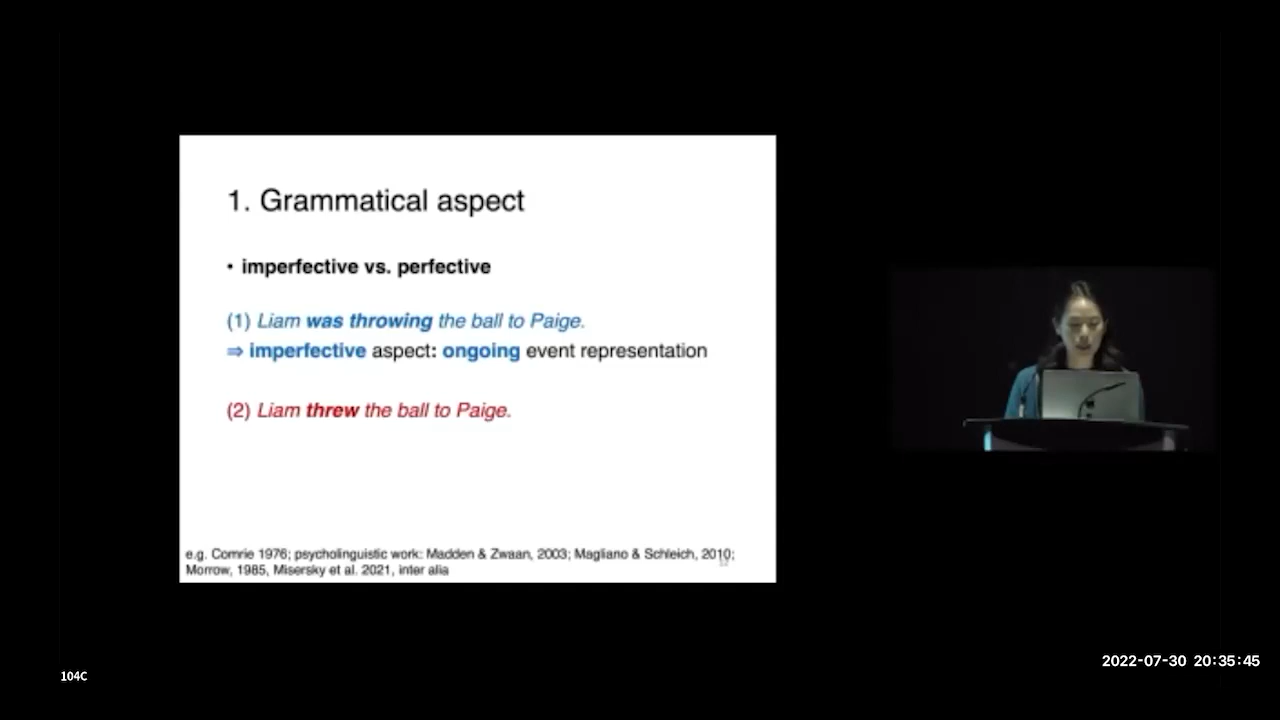 1. Grammatical aspect
• imperfective vs. perfective
(1) Liam was throwing the ball to Paige.
⇒ imperfective aspect: ongoing event representation
(2) Liam threw the ball to Paige.
e.g. Comrie 1976; psycholinguistic work: Madden & Zwaan, 2003; Magliano & Schleich, 2010;
Morrow, 1985, Misersky et al. 2021, inter alia
2022-07-30 20:35:45
104C